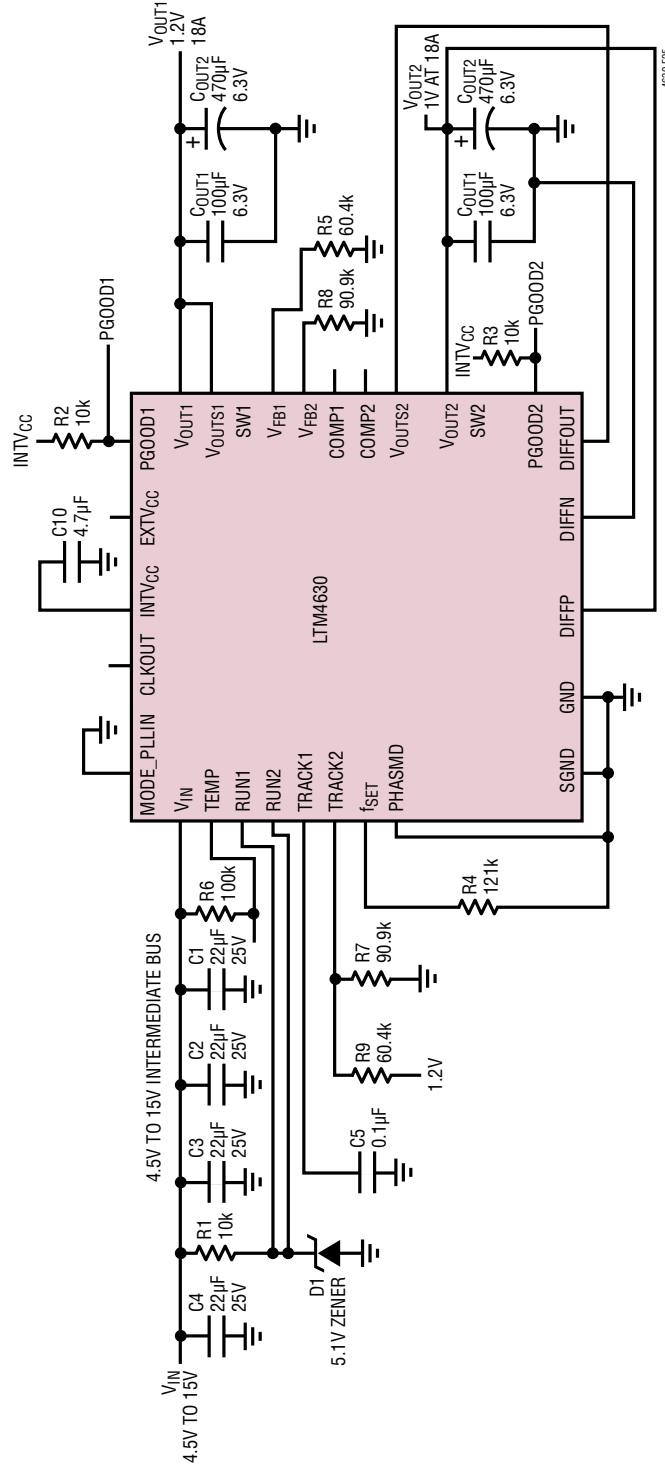 VIN
4.5V TO 15V
C4
22µF
25V
R1
10k
D1
5.1V ZENER
4.5V TO 15V INTERMEDIATE BUS
C3
22µF
25V
C2
22µF
25V
C1
22µF
25V
R6
100k
C5
0.1µF
R9
60.4k
1.2V
R7
90.9k
R4
121k
MODE_PLLIN
CLKOUT
INTVCC
EXTVCC
PGOOD1
VIN
TEMP
RUN1
RUN2
TRACK1
TRACK2
fSET
PHASMD
LTM4630
VOUT1
VOUTS1
SW1
VFB1
VFB2
COMP1
COMP2
VOUTS2
VOUT2
SW2
PGOOD2
SGND
GND
DIFFP
DIFFN
DIFFOUT
C10
4.7µF
INTVCC
R2
10k
PGOOD1
VOUT1
1.2V
18A
COUT1
100µF
6.3V
+
COUT2
470µF
6.3V
R8
90.9k
R5
60.4k
VOUT2
1V AT 18A
COUT1
100µF
6.3V
+
COUT2
470µF
6.3V
INTVCC
R3
10k
PGOOD2